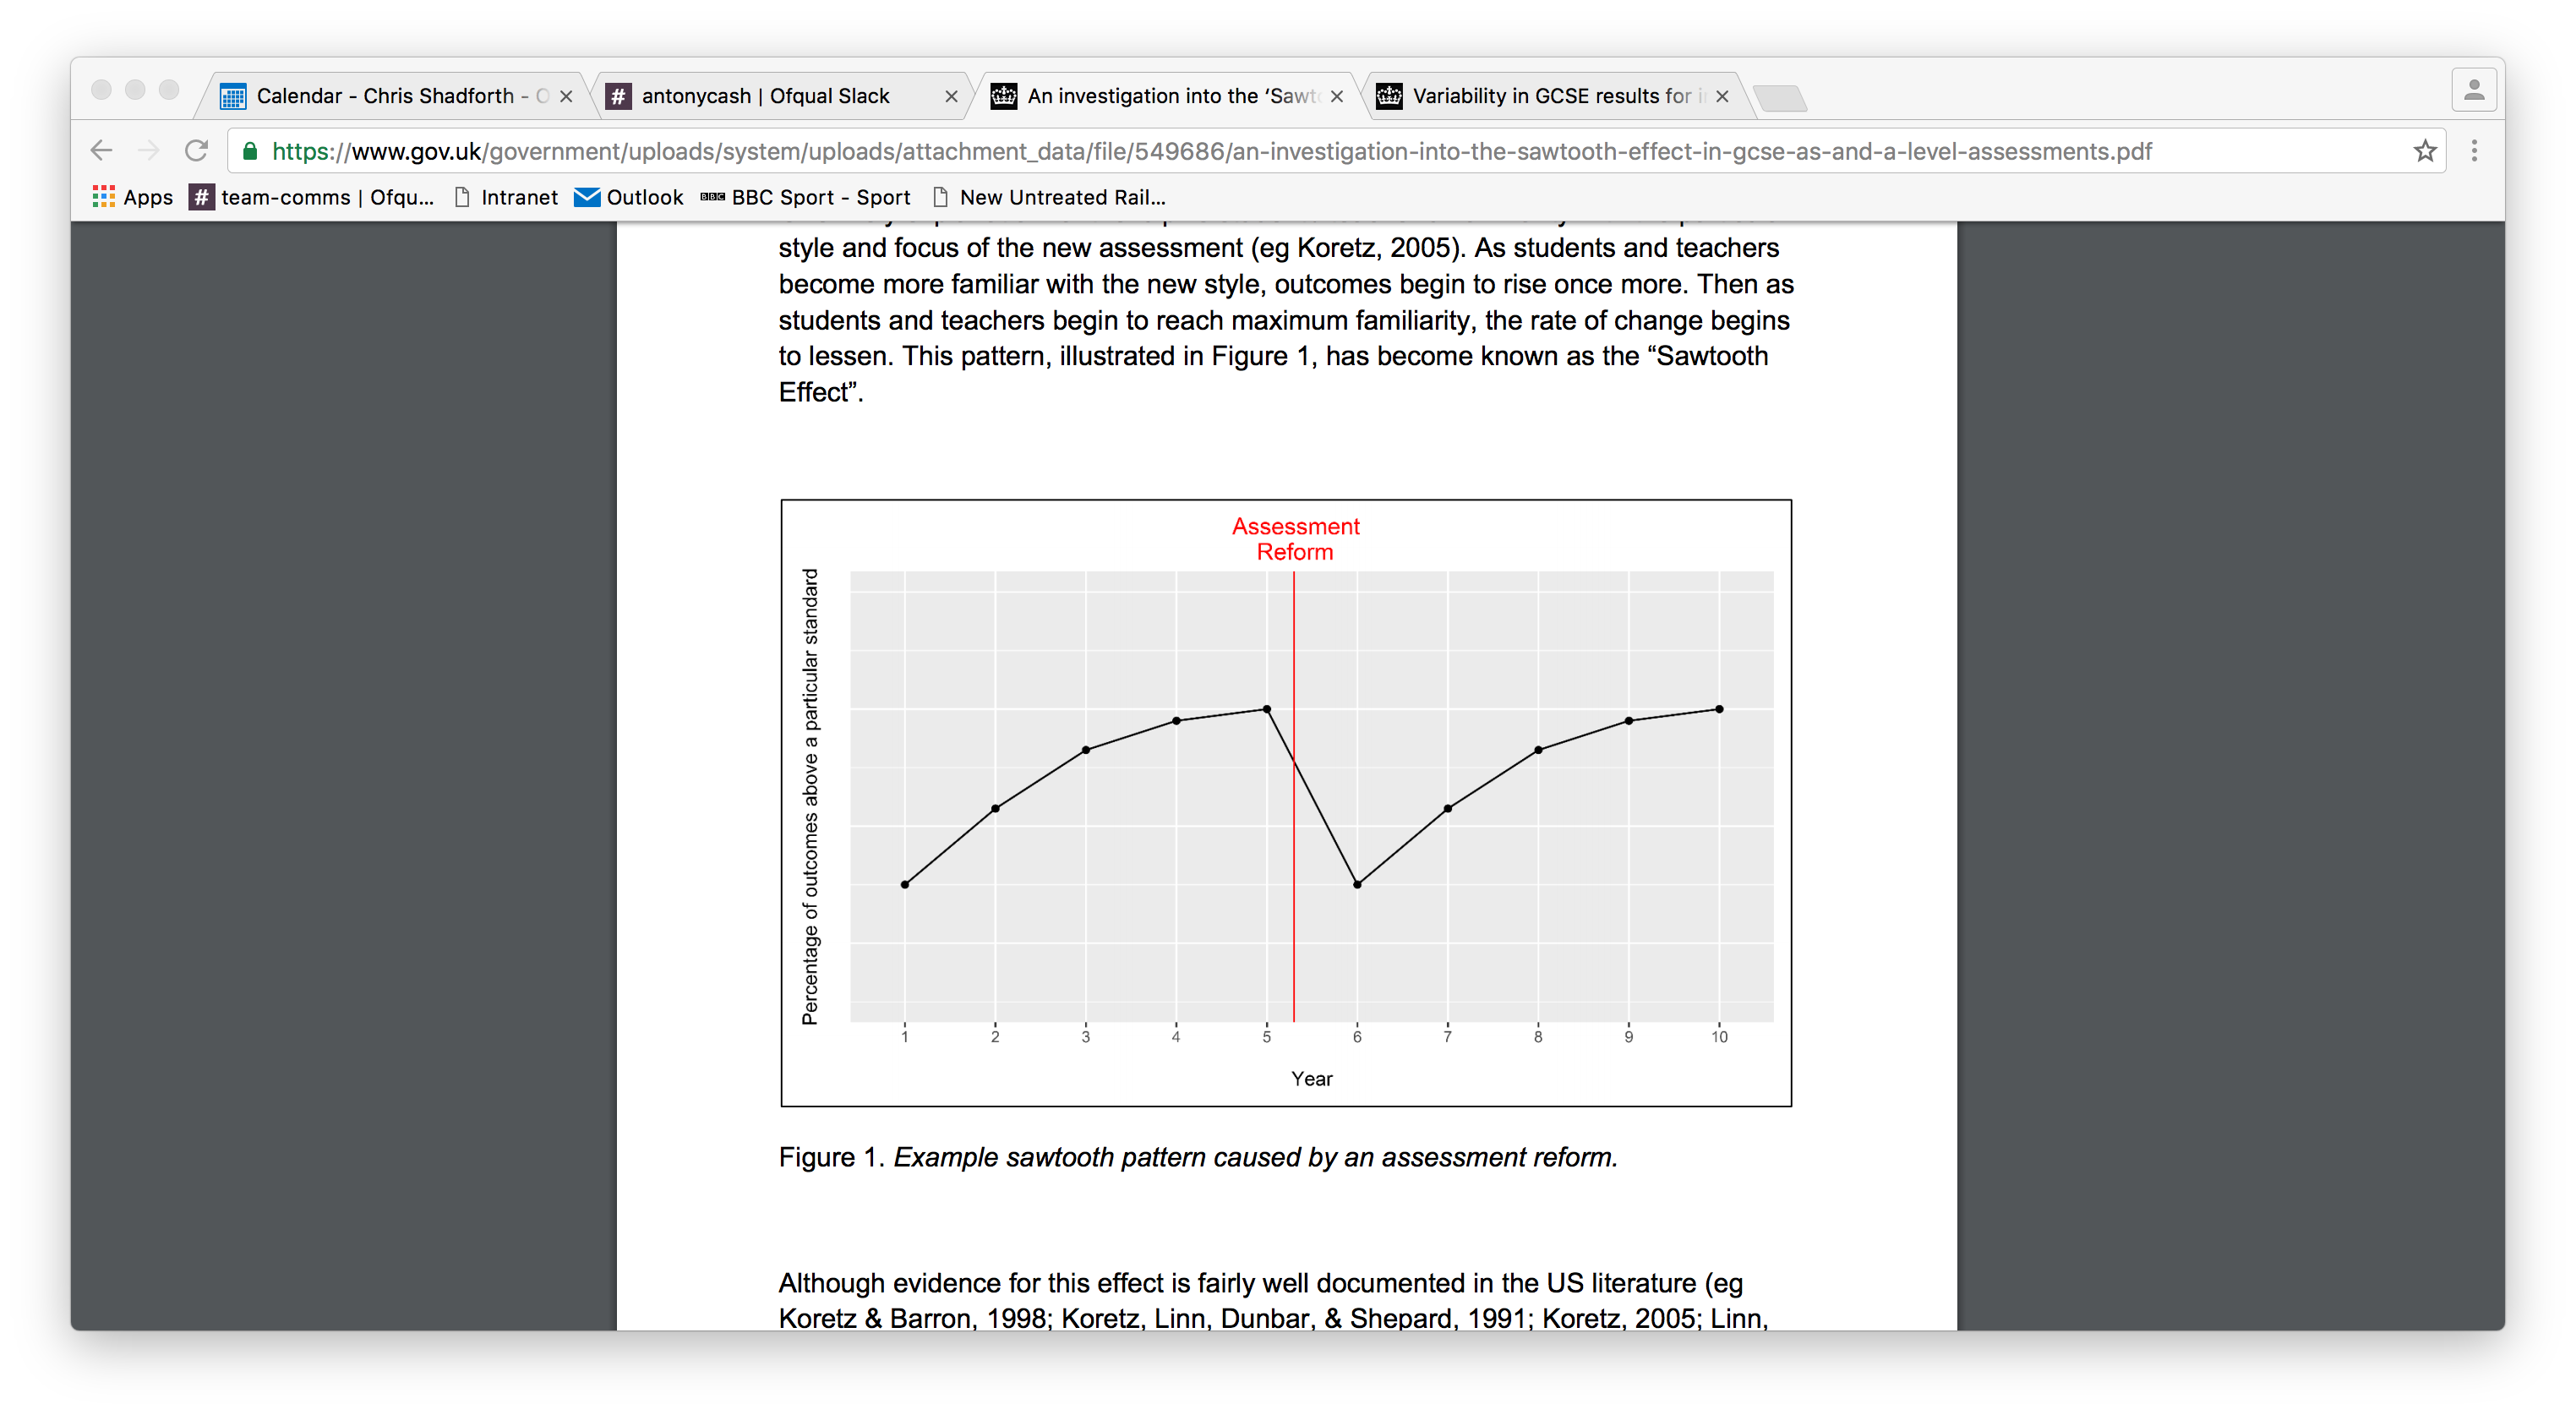 Calendar - Chris Shadforth - O
antonycash | Ofqual Slack
An investigation into the ‘Sawt
Variability in GCSE results for i
https://www.gov.uk/government/uploads/system/uploads/attachment_data/file/549686/an-investigation-into-the-sawtooth-effect-in-gcse-as-and-a-level-assessments.pdf
Apps # team-comms | Ofqu... Intranet Outlook BBC BBC Sport - Sport New Untreated Rail...
style and focus of the new assessment (eg Koretz, 2005). As students and teachers
become more familiar with the new style, outcomes begin to rise once more. Then as
students and teachers begin to reach maximum familiarity, the rate of change begins
to lessen. This pattern, illustrated in Figure 1, has become known as the “Sawtooth
Effect”.
Assessment
Reform
Percentage of outcomes above a particular standard
1 2 3 4 5 6 7 8 9 10
Year
Figure 1. Example sawtooth pattern caused by an assessment reform.
Although evidence for this effect is fairly well documented in the US literature (eg
Koretz & Barron, 1998; Koretz, Linn, Dunbar, & Shepard, 1991; Koretz, 2005; Linn,